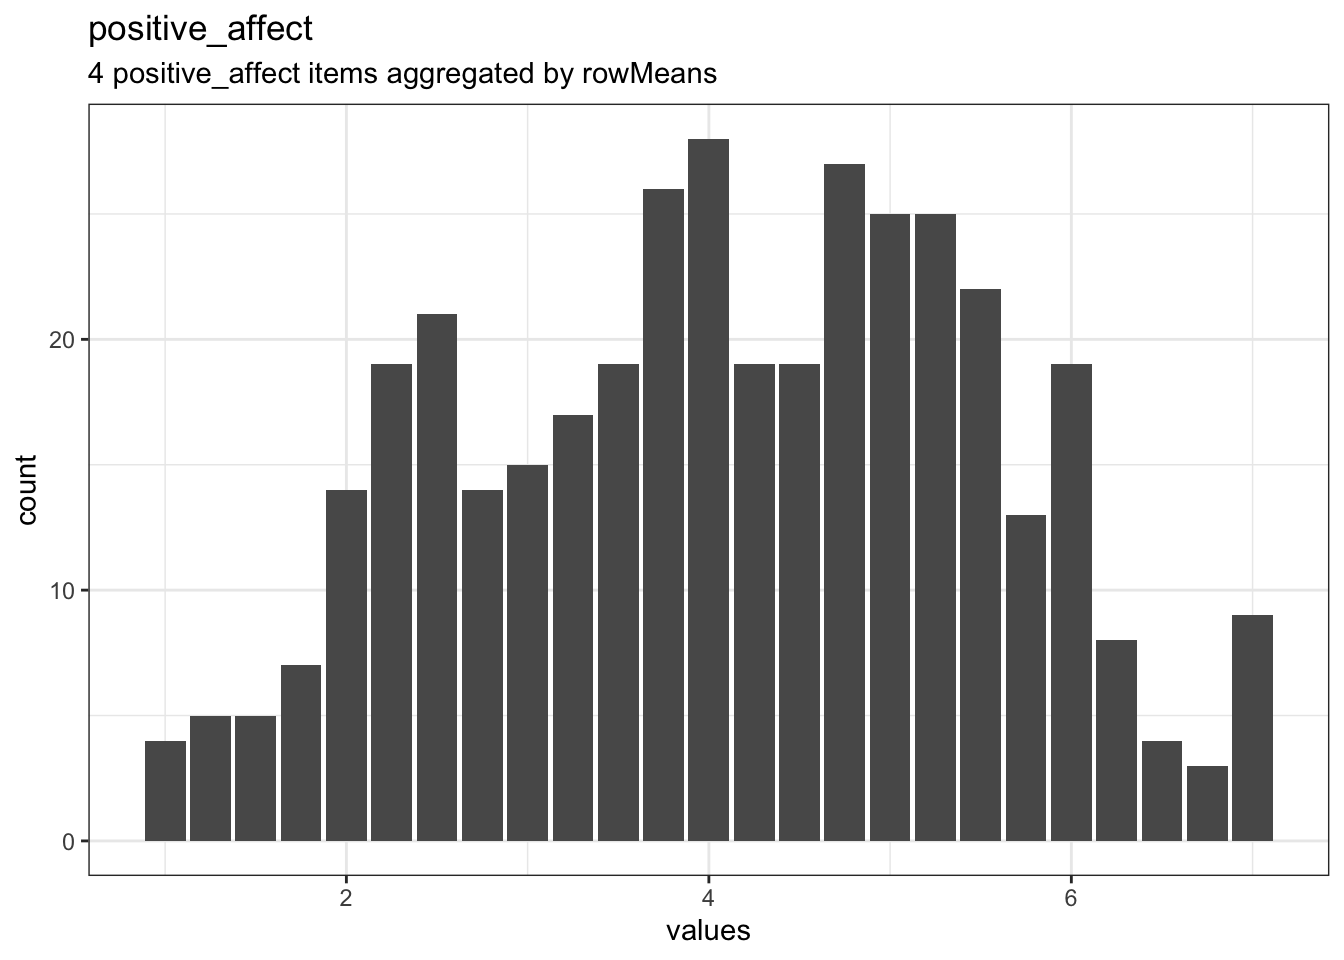 positive_affect
4 positive_affect items aggregated by rowMeans
20
10
0
count
2 4 6
values